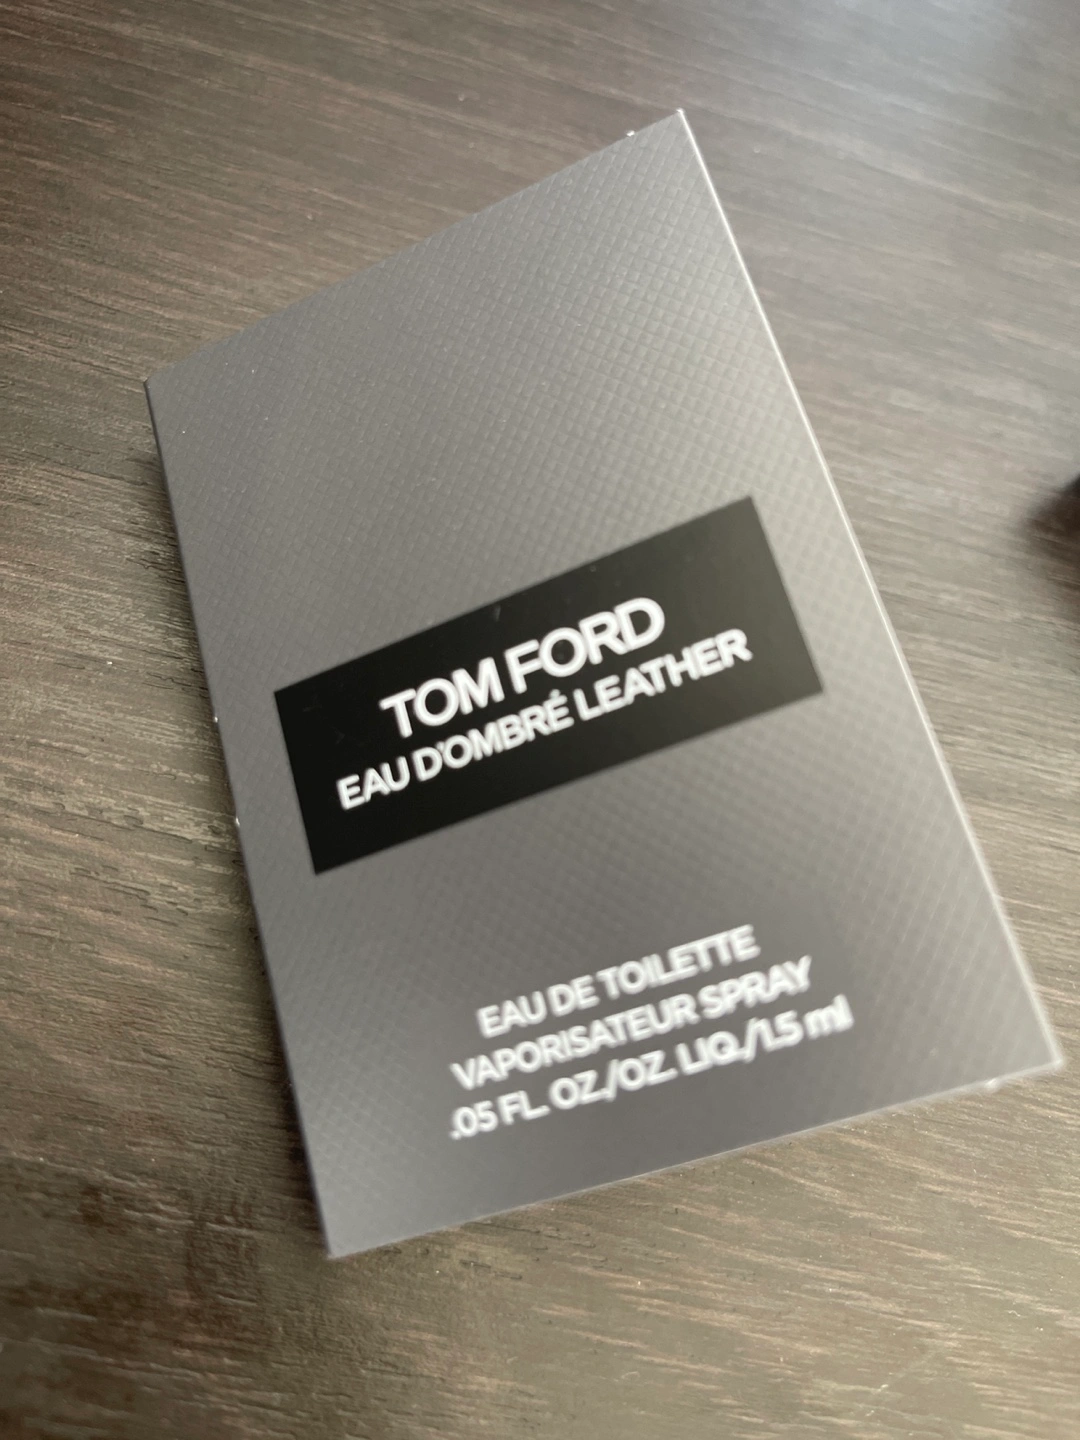 TOM FORD
EAU D'OMBRÉ LEATHER
EAU DE TOILETTE
VAPORISATEUR SPRAY
.05 FL. OZ./OZ. LIQ./1.5 ml